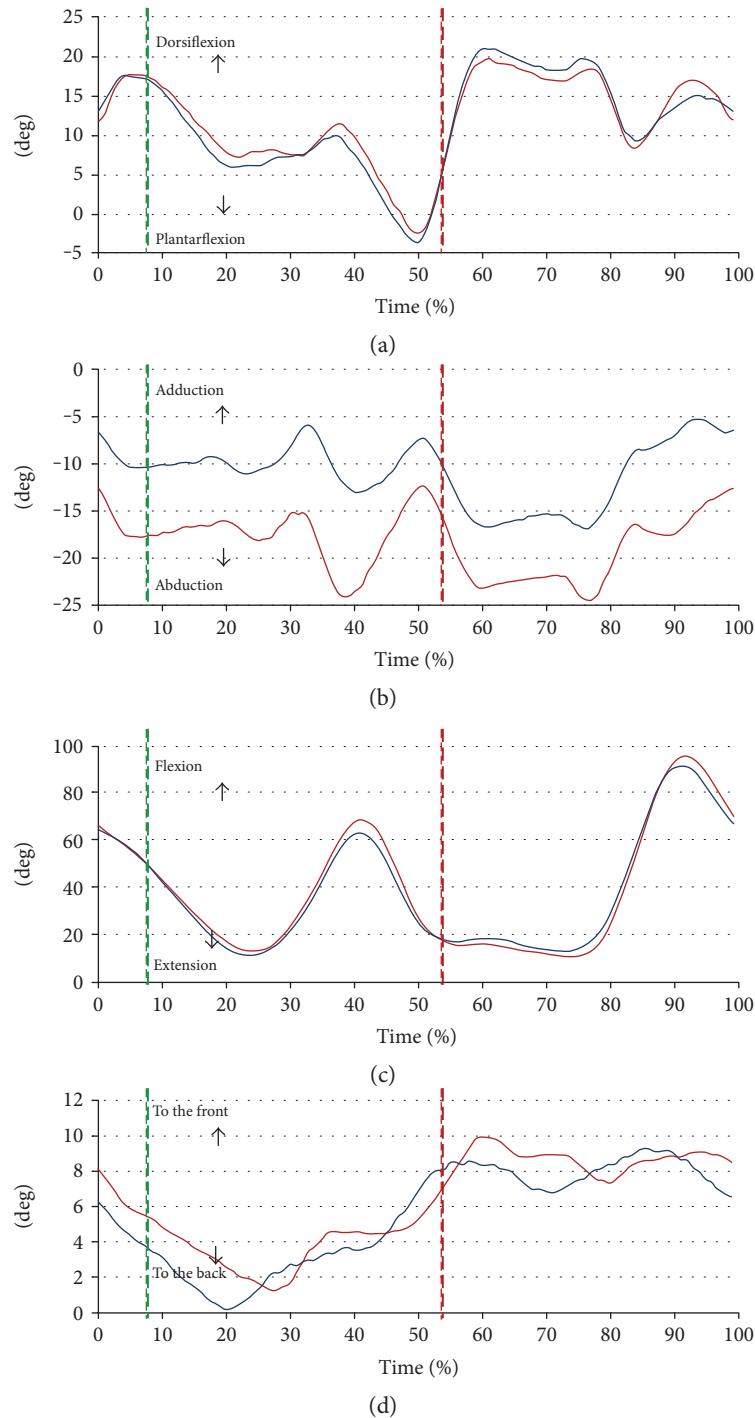 25
Dorsiflexion
20
15
10
(deg)
5
0
Plantarflexion
−5
0 10 20 30 40 50 60 70 80 90 100
Time (%)
(a)
0
Adduction
−5
−10
(deg)
−15
−20
Abduction
−25
0 10 20 30 40 50 60 70 80 90 100
Time (%)
(b)
100
Flexion
80
60
(deg)
40
20
Extension
0
0 10 20 30 40 50 60 70 80 90 100
Time (%)
(c)
12
To the front
10
8
6
(deg)
4
2
To the back
0
0 10 20 30 40 50 60 70 80 90 100
Time (%)
(d)